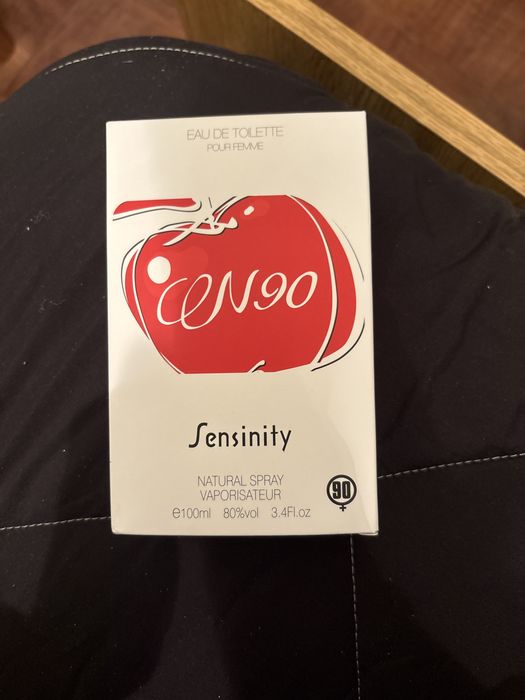 EAU DE TOILETTE
POUR FEMME
CN90
Sensinity
NATURAL SPRAY
VAPORISATEUR
90
℮100ml 80%vol 3.4Fl.oz